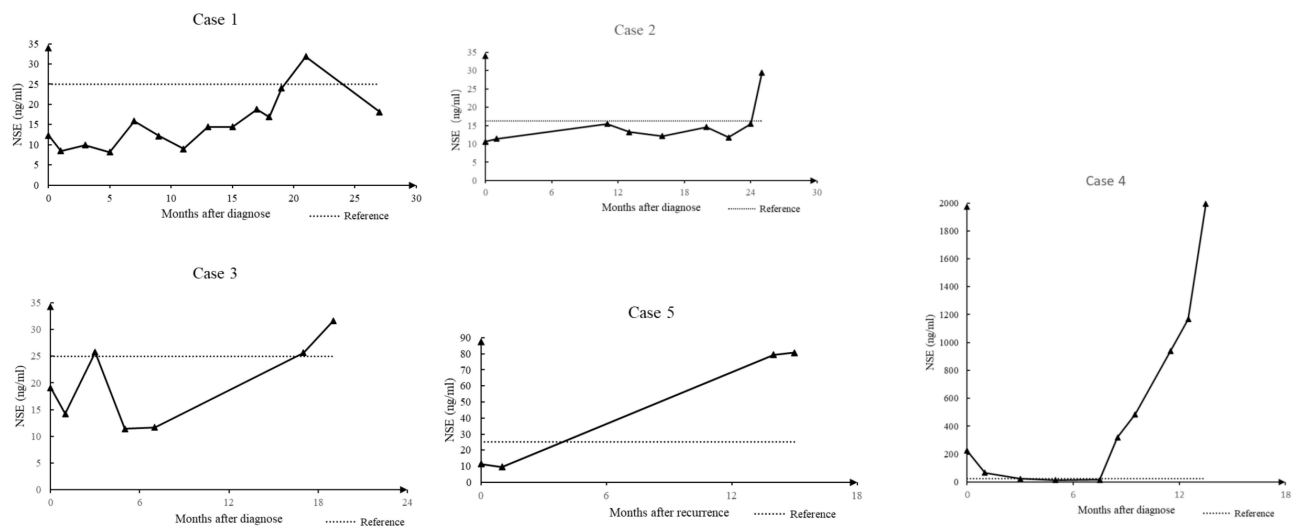 Case 1
NSE (ng/ml)
35
30
25
20
15
10
5
0
0 5 10 15 20 25 30
Months after diagnose
Reference
Case 2
NSE (ng/ml)
35
30
25
20
15
10
5
0
0 6 12 18 24 30
Months after diagnose
Reference
Case 3
NSE (ng/ml)
35
30
25
20
15
10
5
0
0 6 12 18 24
Months after diagnose
Reference
Case 5
NSE (ng/ml)
90
80
70
60
50
40
30
20
10
0
0 12 18
Months after recurrence
Reference
Case 4
NSE (ng/ml)
2000
1800
1600
1400
1200
1000
800
600
400
200
0
0 6 12 18
Months after diagnose
Reference